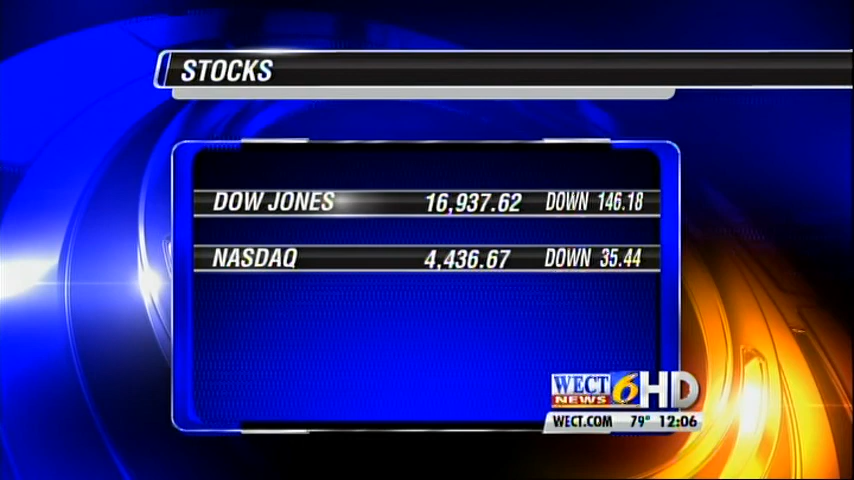 STOCKS
DOW JONES 16,937.62 DOWN 146.18
NASDAQ 4,436.67 DOWN 35.44
WECT 6 HD
NEWS
WECT.COM 79° 12:06